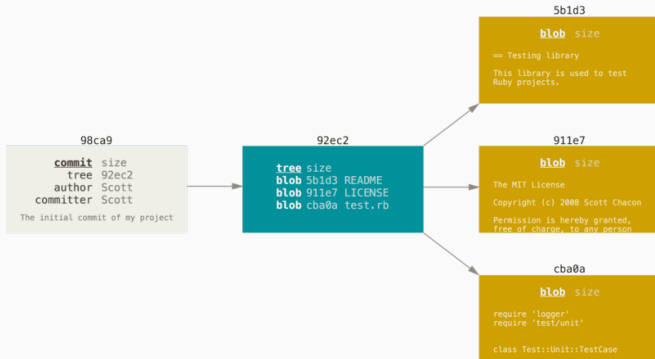 98ca9
commit size
tree 92ec2
author Scott
committer Scott
The initial commit of my project
92ec2
tree size
blob 5b1d3 README
blob 911e7 LICENSE
blob cba0a test.rb
5b1d3
blob size
== Testing library
This library is used to test
Ruby projects.
911e7
blob size
The MIT License
Copyright (c) 2008 Scott Chacon
Permission is hereby granted,
free of charge, to any person
cba0a
blob size
require 'logger'
require 'test/unit'
class Test::Unit::TestCase